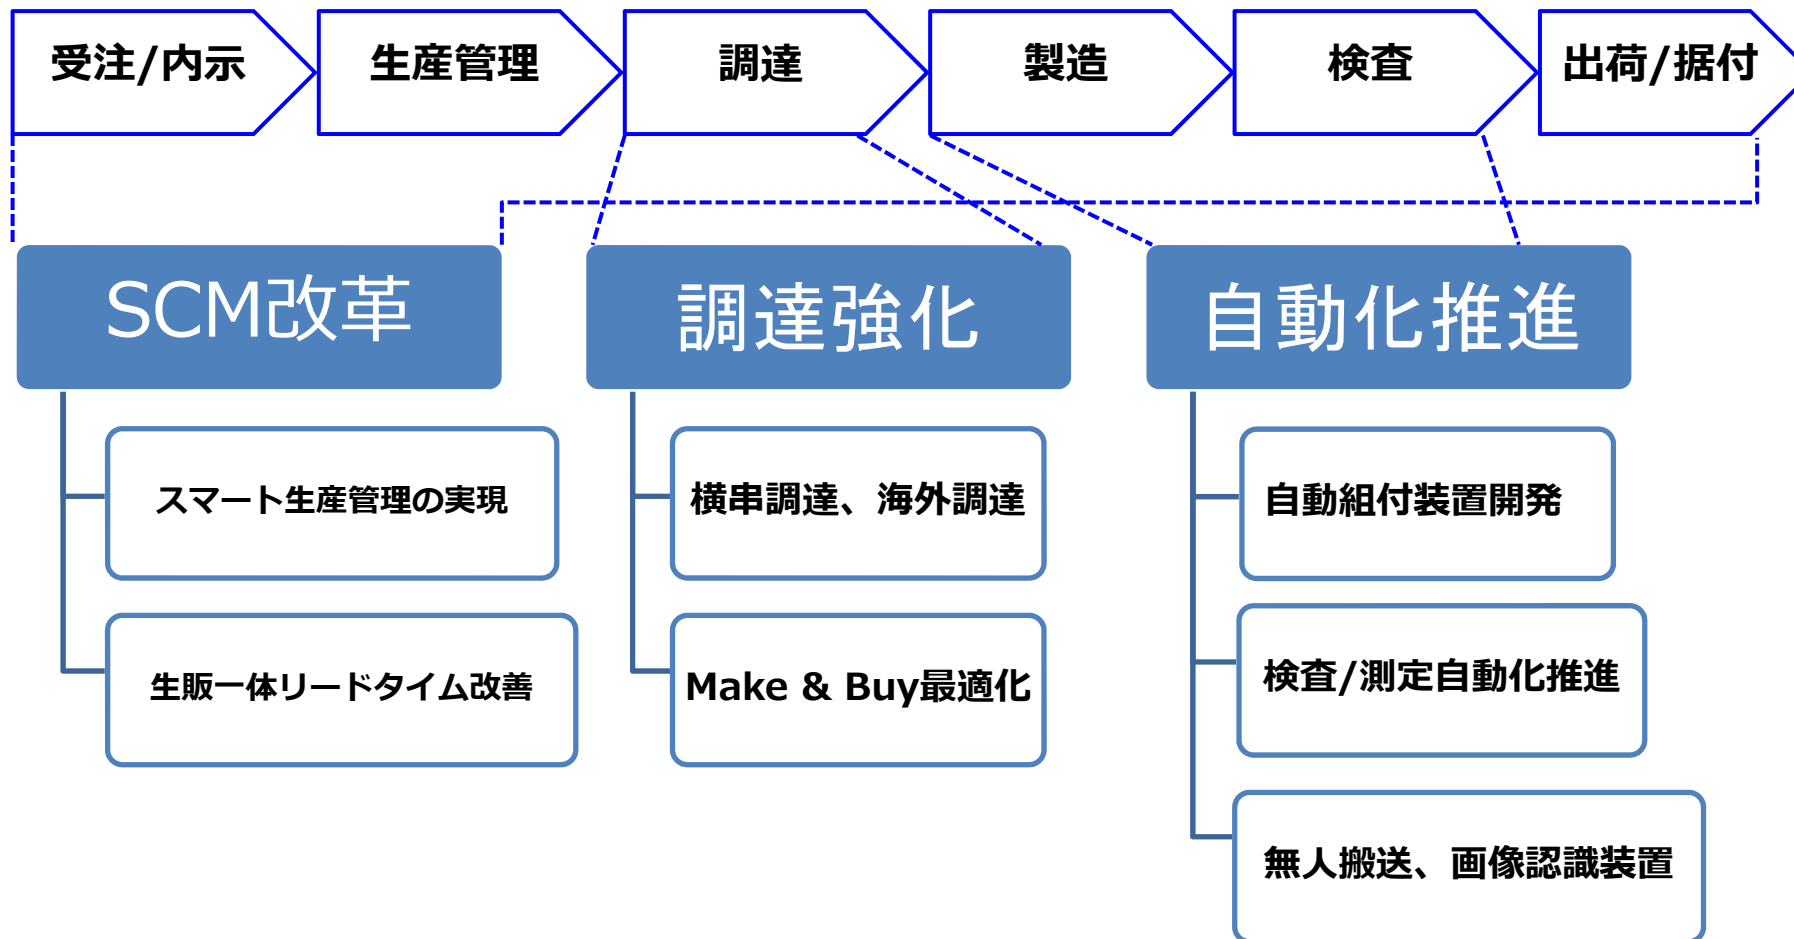 受注/内示
生産管理
調達
製造
検査
出荷/据付
SCM改革
調達強化
自動化推進
スマート生産管理の実現
生販一体リードタイム改善
横串調達、海外調達
Make & Buy最適化
自動組付装置開発
検査/測定自動化推進
無人搬送、画像認識装置